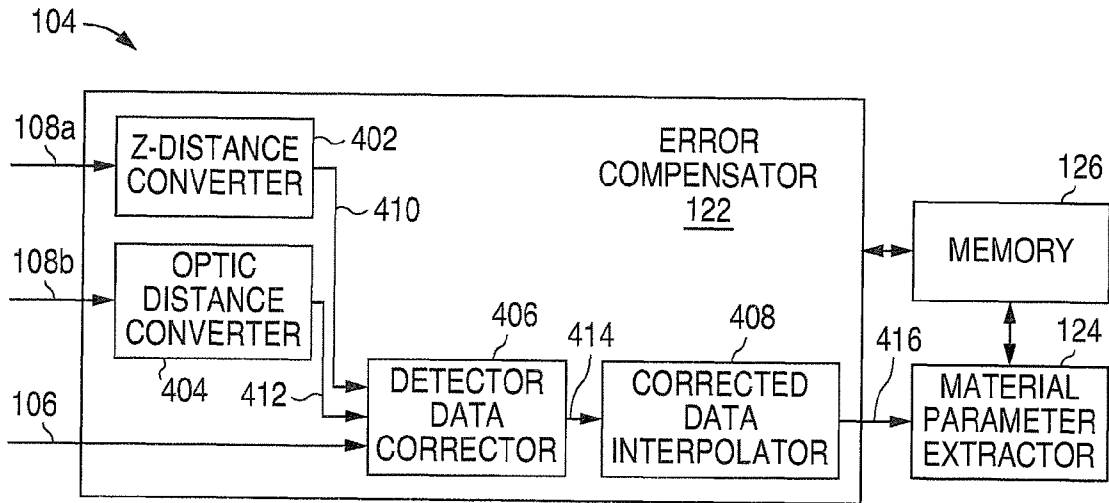 104
108a
Z-DISTANCE
CONVERTER
402
410
ERROR
COMPENSATOR
122
126
MEMORY
108b
OPTIC
DISTANCE
CONVERTER
404
412
106
406
DETECTOR
DATA
CORRECTOR
414
408
CORRECTED
DATA
INTERPOLATOR
416
124
MATERIAL
PARAMETER
EXTRACTOR